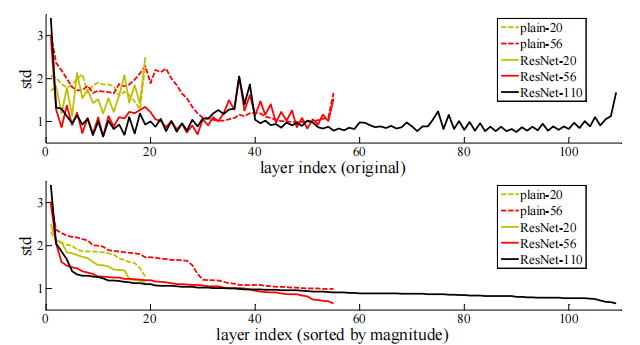 3
2
1
std
0
20
40
60
80
100
layer index (original)
plain-20
plain-56
ResNet-20
ResNet-56
ResNet-110
3
2
1
std
0
20
40
60
80
100
layer index (sorted by magnitude)
plain-20
plain-56
ResNet-20
ResNet-56
ResNet-110